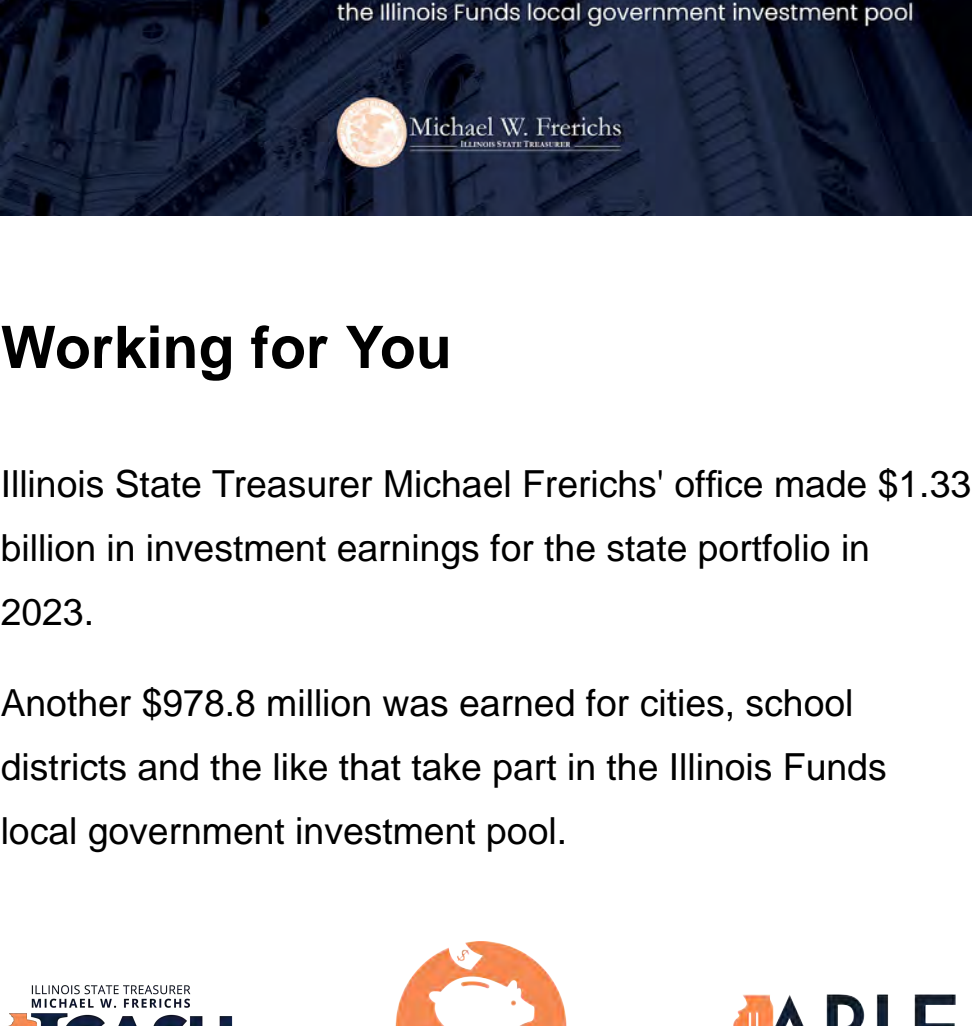 the Illinois Funds local government investment pool
Michael W. Frerichs
ILLINOIS STATE TREASURER
Working for You
Illinois State Treasurer Michael Frerichs' office made $1.33
billion in investment earnings for the state portfolio in
2023.
Another $978.8 million was earned for cities, school
districts and the like that take part in the Illinois Funds
local government investment pool.
ILLINOIS STATE TREASURER
MICHAEL W. FRERICHS
$